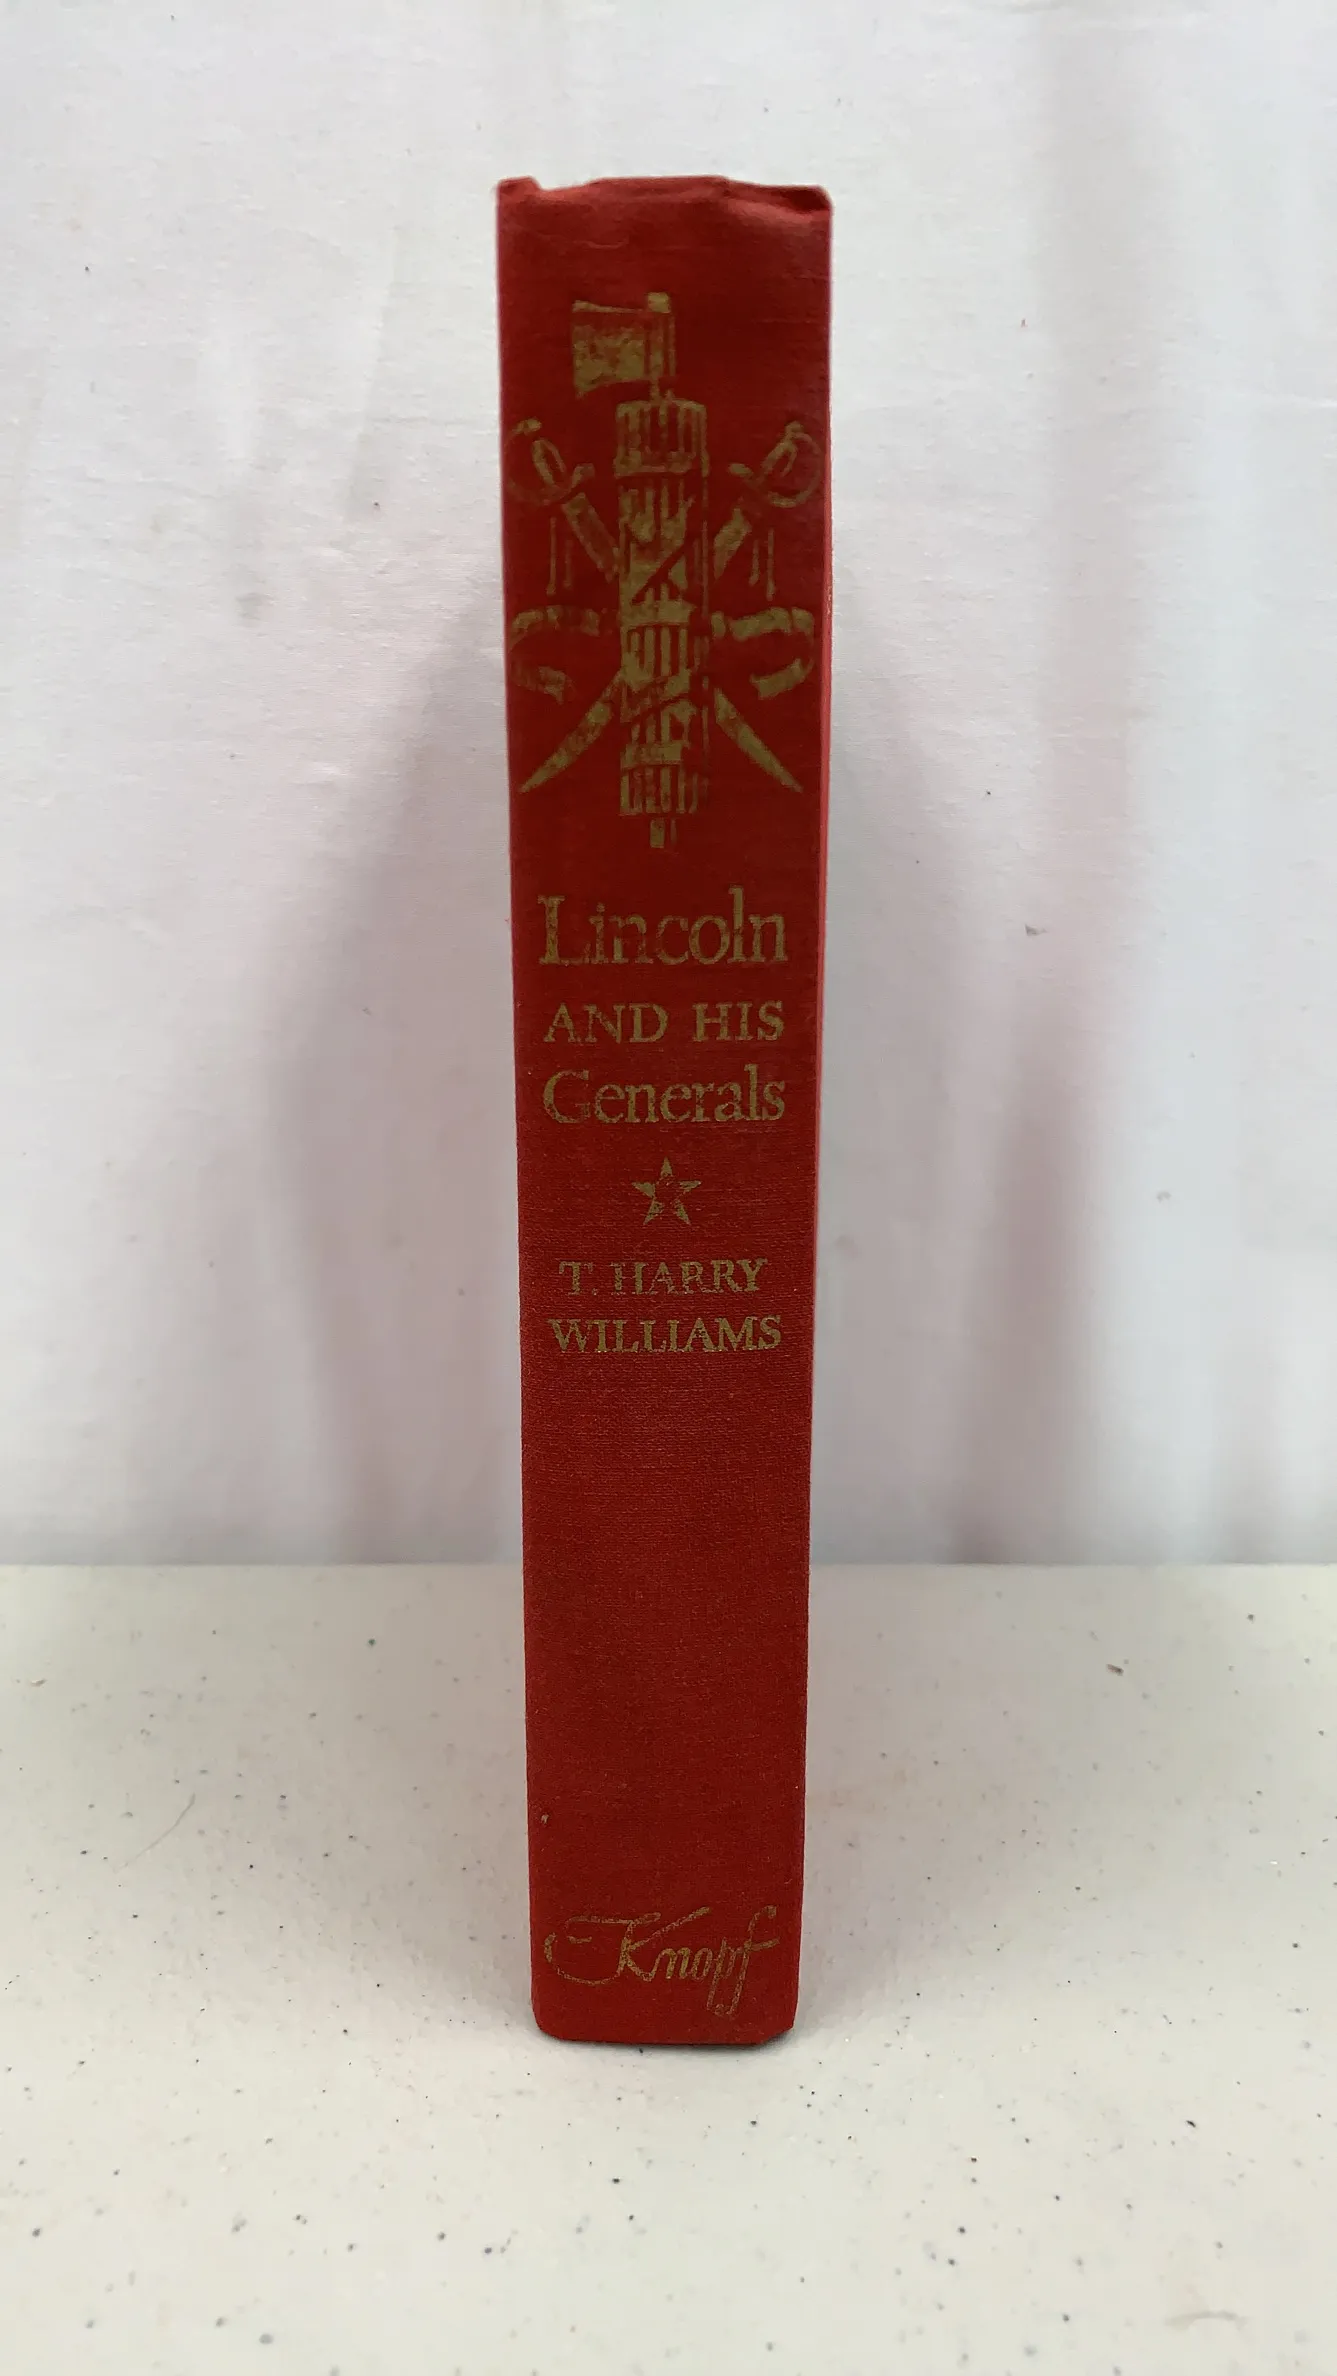 Lincoln
AND HIS
Generals
T. HARRY
WILLIAMS
Knopf